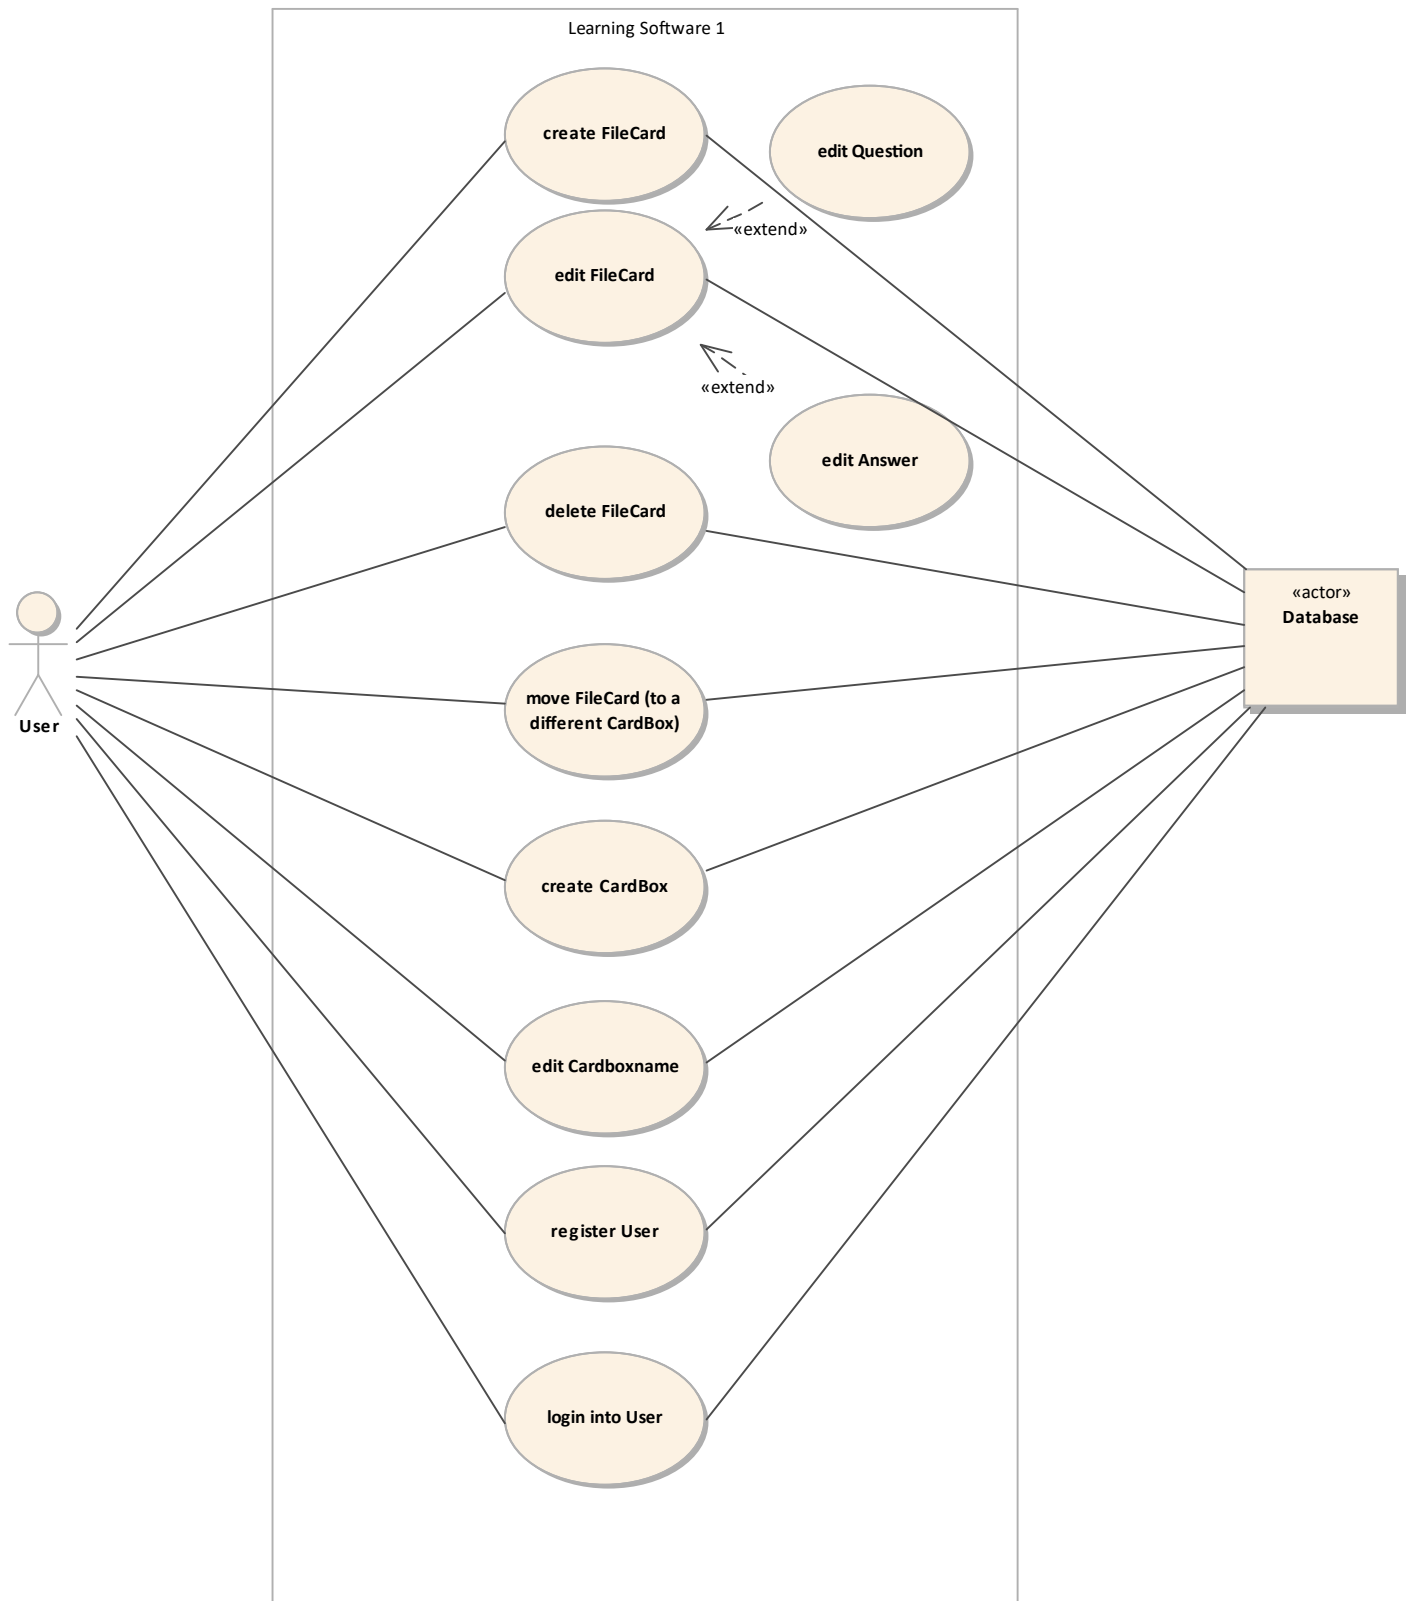 Learning Software 1
create FileCard
edit Question
«extend»
edit FileCard
«extend»
edit Answer
delete FileCard
«actor»
Database
move FileCard (to a
different CardBox)
User
create CardBox
edit Cardboxname
register User
login into User